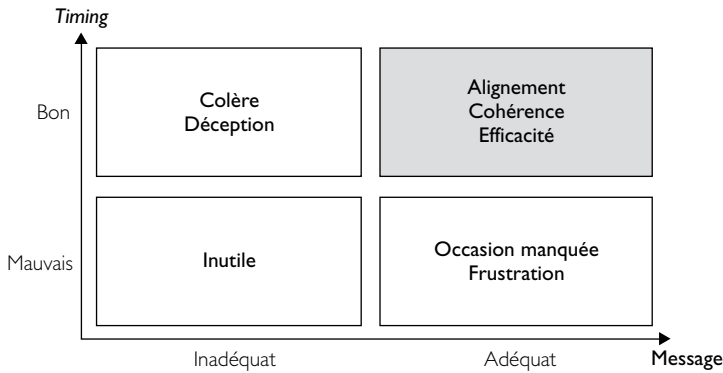 Timing
Bon
Colère
Déception
Alignement
Cohérence
Efficacité
Mauvais
Inutile
Occasion manquée
Frustration
Inadéquat
Adéquat
Message